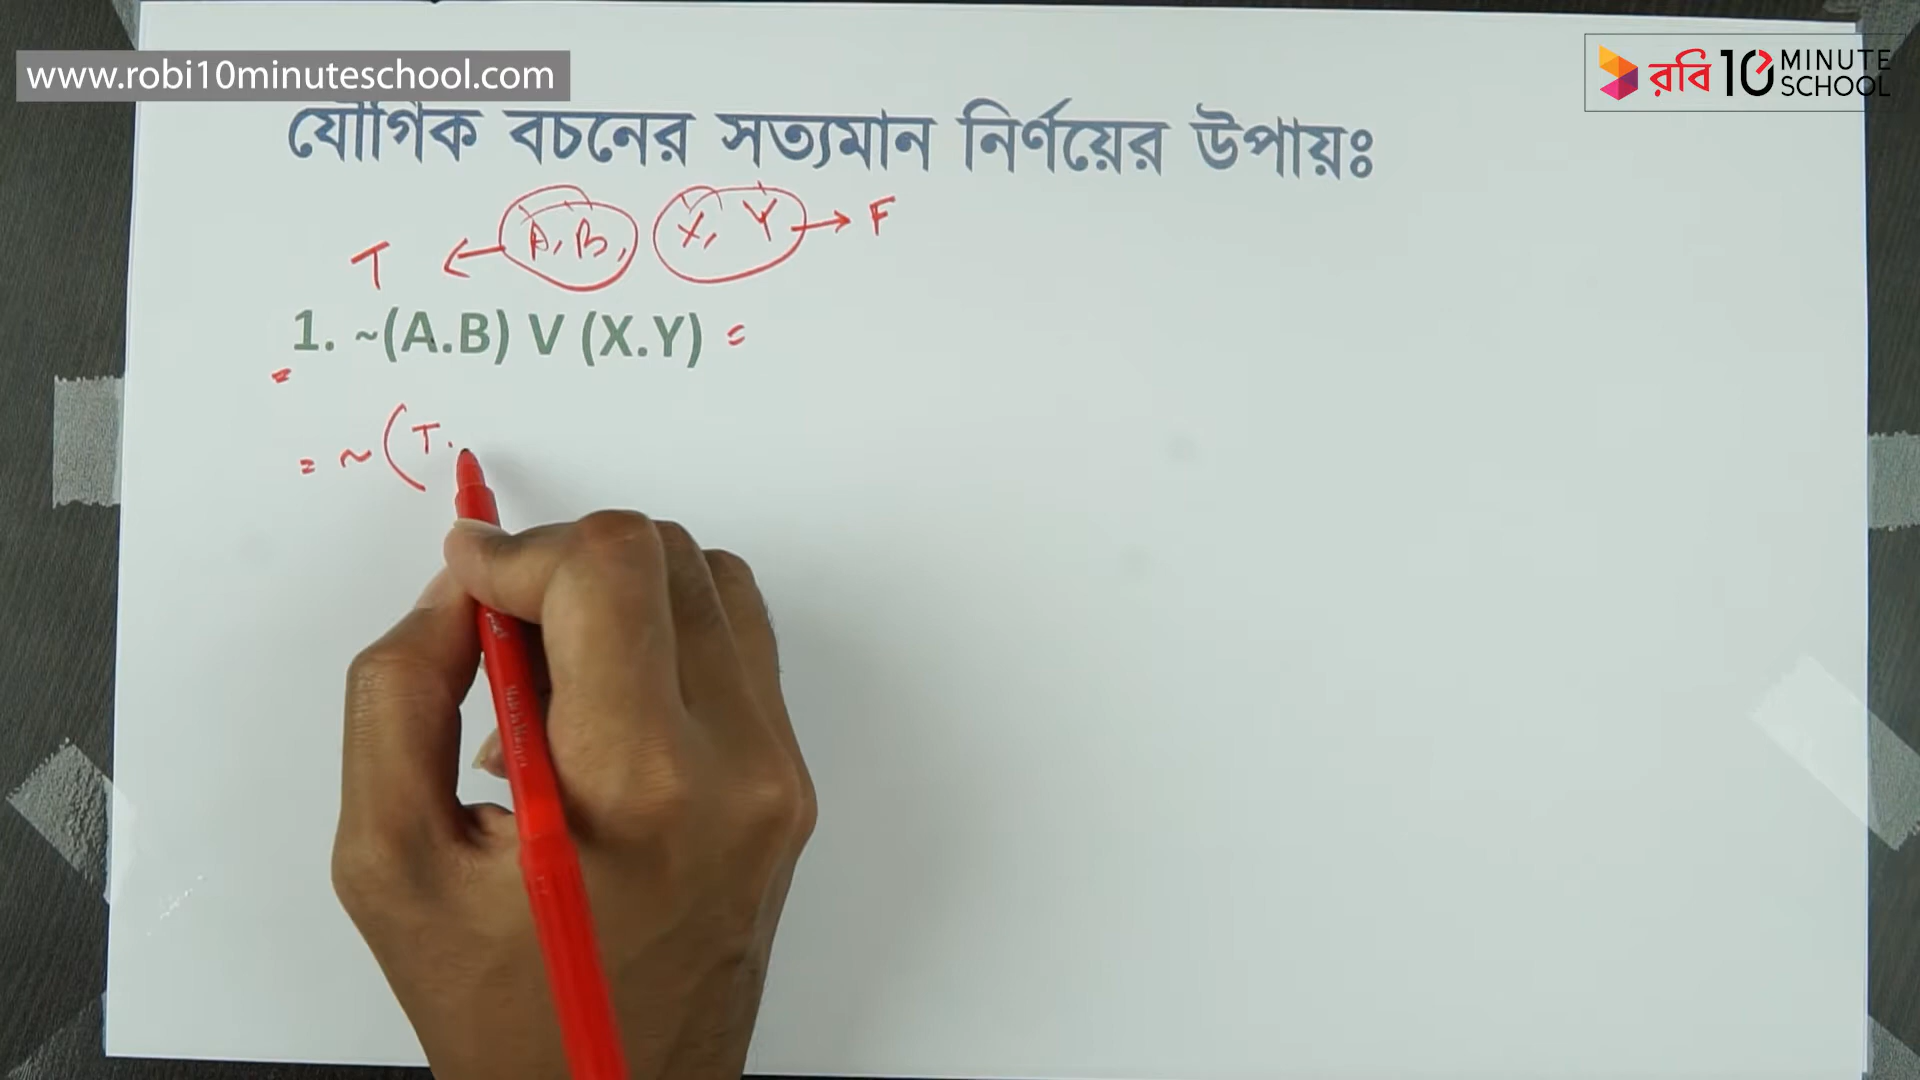 www.robi10minuteschool.com
রবি 10 MINUTE SCHOOL
যৌগিক বচনের সত্যমান নির্ণয়ের উপায়ঃ
T ← A, B, X, Y → F
1. ~(A.B) V (X.Y) =
=
= ~ (T.